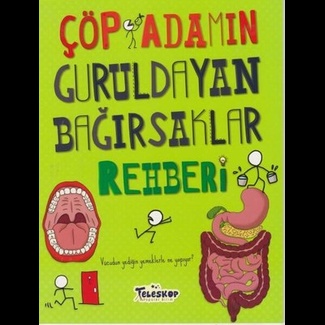 ÇÖP ADAMIN
GURULDAYAN
BAĞIRSAKLAR
REHBERİ
Vücudun yediğin yemeklerle ne yapıyor?
TELESKOP